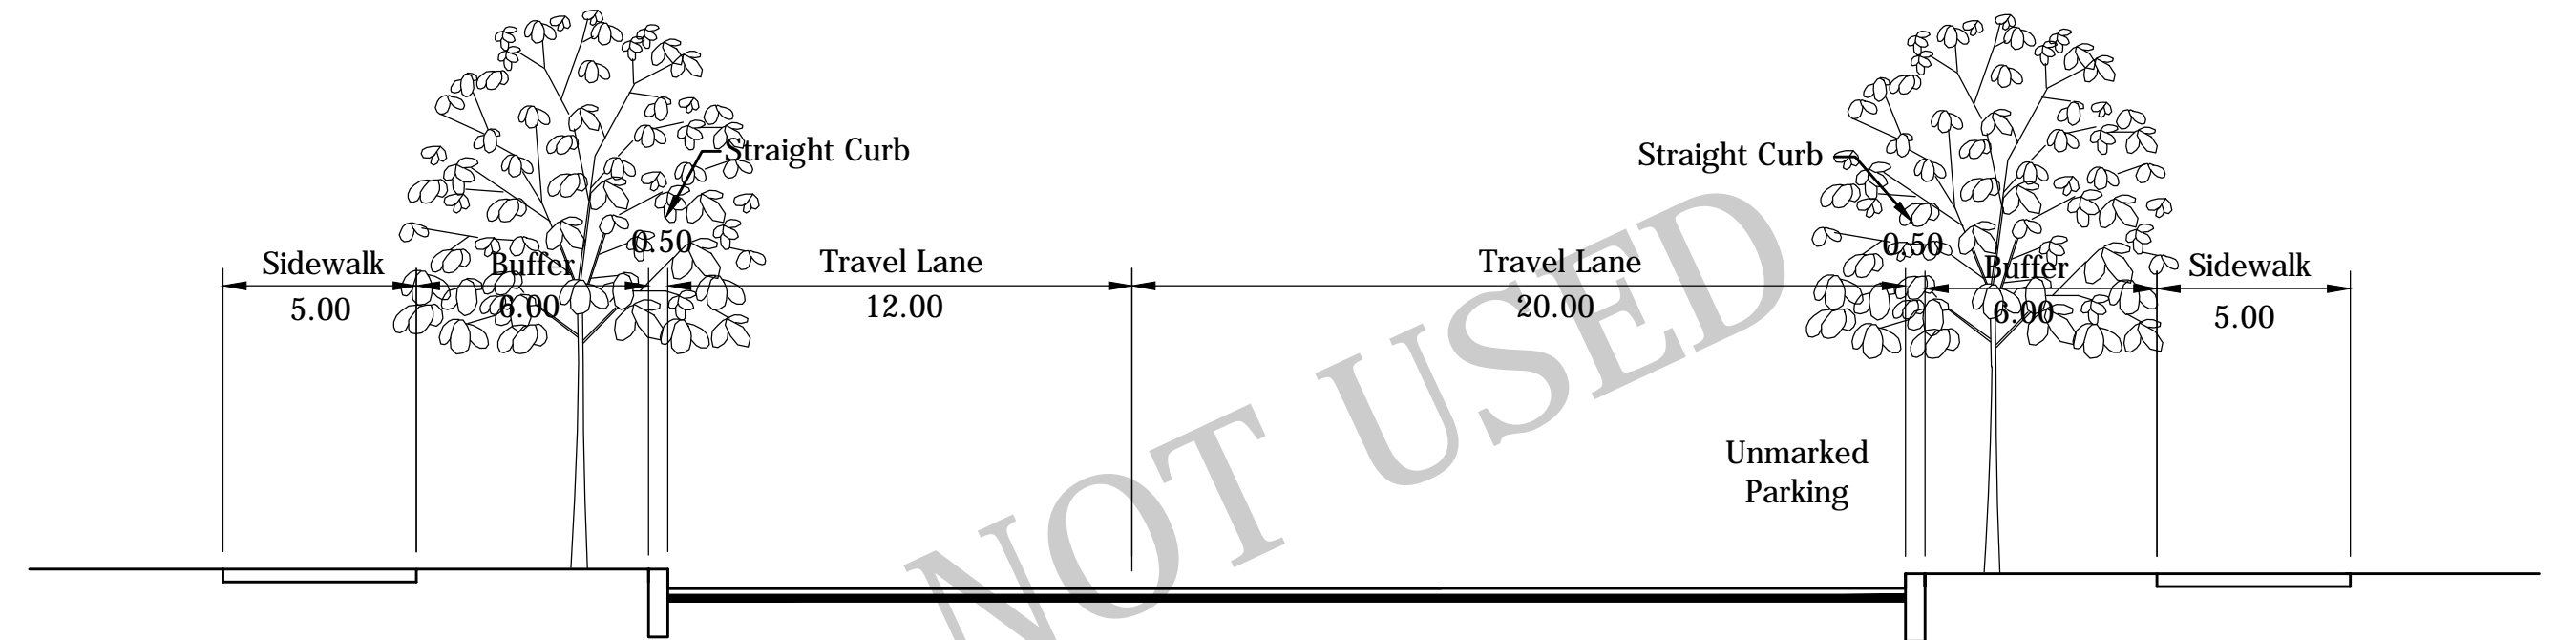 Straight Curb
Straight Curb
0.50
0.50
Sidewalk
Buffer
Travel Lane
Travel Lane
Buffer
Sidewalk
5.00
6.00
12.00
20.00
6.00
5.00
Unmarked
Parking
NOT USED